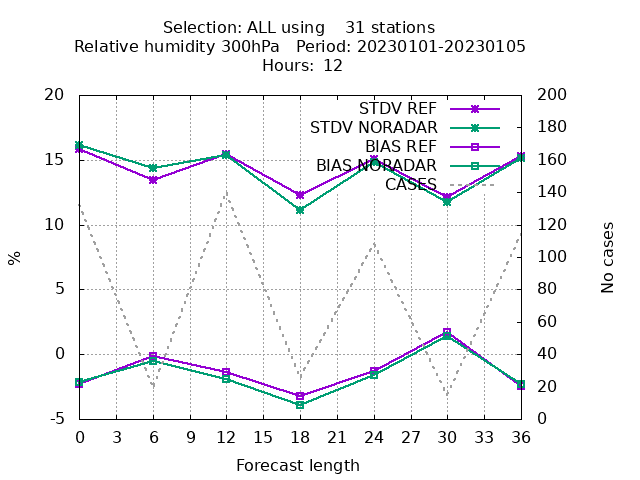 Selection: ALL using    31 stations
Relative humidity 300hPa   Period: 20230101-20230105
Hours: 12
STDV REF
STDV NORADAR
BIAS REF
BIAS NORADAR
CASES
20
15
10
5
0
-5
%
200
180
160
140
120
100
80
60
40
20
0
No cases
0 3 6 9 12 15 18 21 24 27 30 33 36
Forecast length